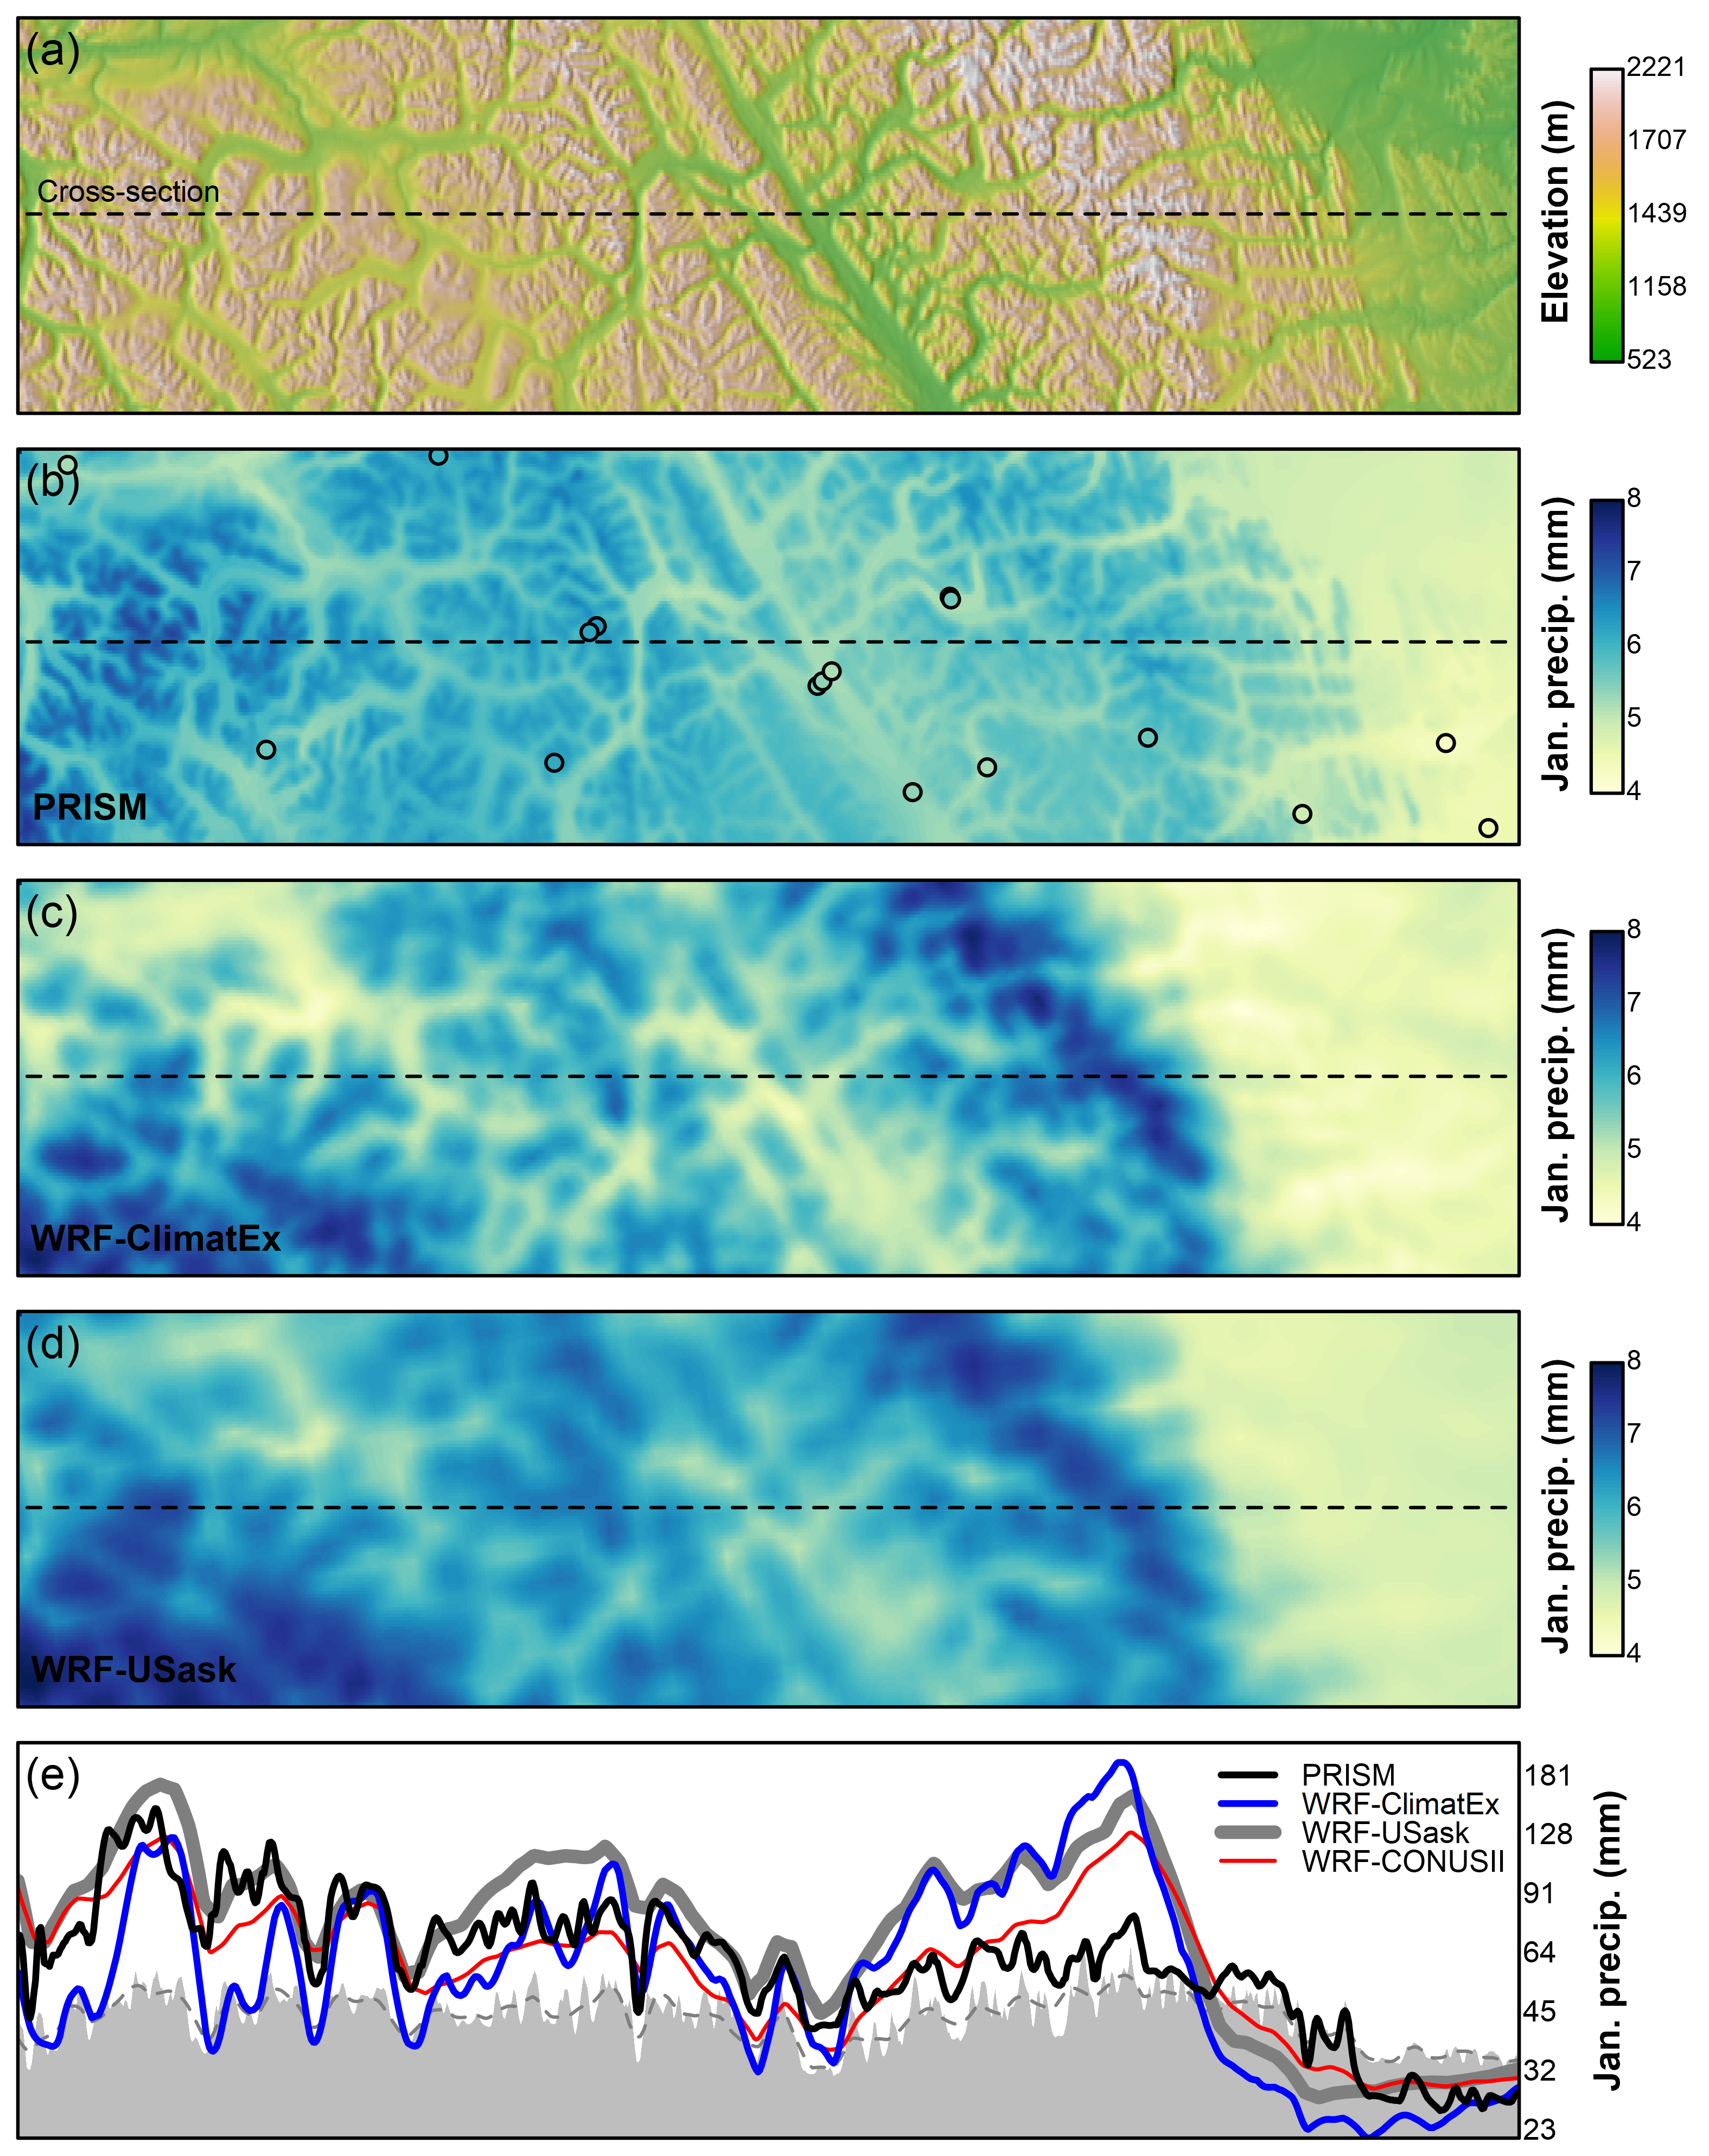 (a)
Cross-section
2221
1707
1439
1158
523
Elevation (m)
(b)
PRISM
8
7
6
5
4
Jan. precip. (mm)
(c)
WRF-ClimatEx
8
7
6
5
4
Jan. precip. (mm)
(d)
WRF-USask
8
7
6
5
4
Jan. precip. (mm)
(e)
PRISM
WRF-ClimatEx
WRF-USask
WRF-CONUSII
181
128
91
64
45
32
23
Jan. precip. (mm)